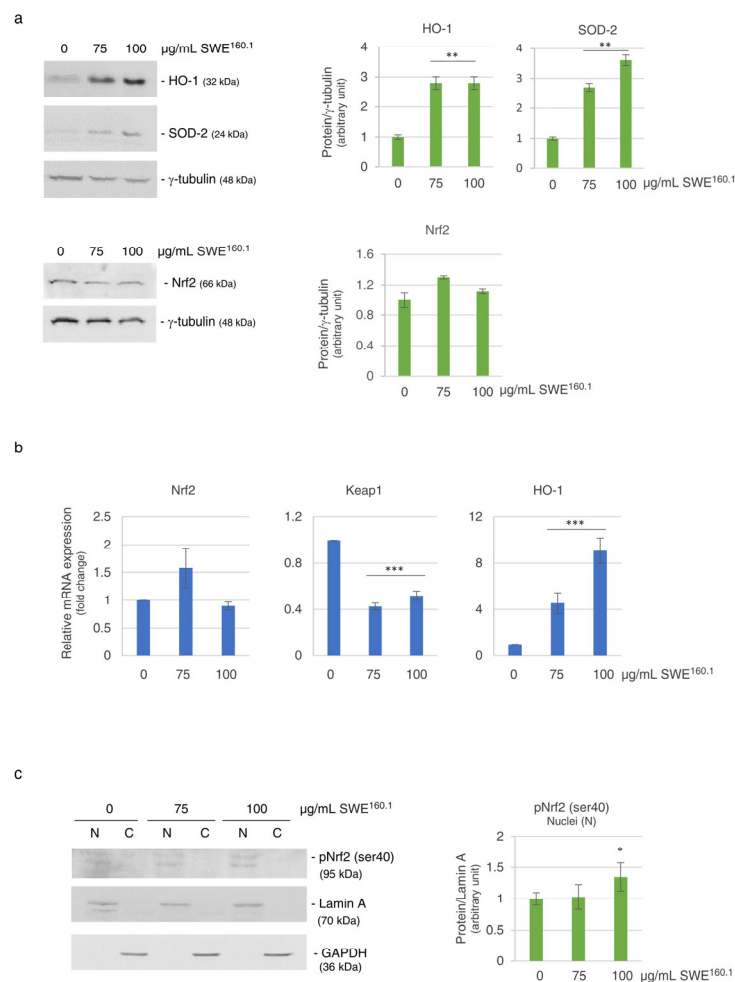 a
0 75 100 µg/mL SWE160.1
- HO-1 (32 kDa)
- SOD-2 (24 kDa)
- γ-tubulin (48 kDa)
HO-1
Protein/γ-tubulin
(arbitrary unit)
4
3
2
1
0
**
0 75 100
SOD-2
4
3
2
1
0
**
0 75 100 µg/mL SWE160.1
0 75 100 µg/mL SWE160.1
- Nrf2 (66 kDa)
- γ-tubulin (48 kDa)
Nrf2
Protein/γ-tubulin
(arbitrary unit)
1.6
1.2
0.8
0.4
0
0 75 100 µg/mL SWE160.1
b
Nrf2
Relative mRNA expression
(fold change)
2.5
2
1.5
1
0.5
0
0 75 100
Keap1
1.2
0.8
0.4
0
***
0 75 100
HO-1
12
8
4
0
***
0 75 100 µg/mL SWE160.1
c
0 75 100 µg/mL SWE160.1
N C N C N C
- pNrf2 (ser40)
(95 kDa)
- Lamin A
(70 kDa)
- GAPDH
(36 kDa)
pNrf2 (ser40)
Nuclei (N)
Protein/Lamin A
(arbitrary unit)
2
1.5
1
0.5
0
*
0 75 100 µg/mL SWE160.1